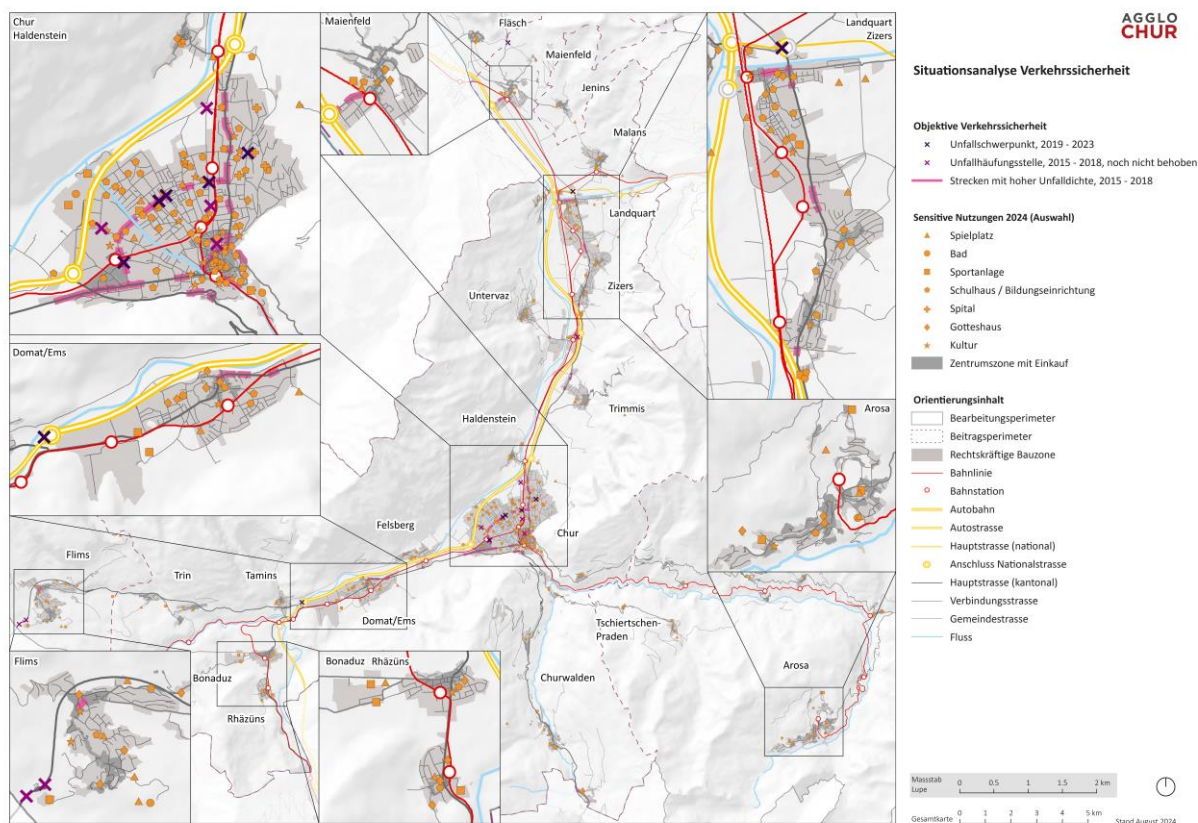 AGGLO
CHUR
Situationsanalyse Verkehrssicherheit
Objektive Verkehrssicherheit
Unfallschwerpunkt, 2019 - 2023
Unfallhäufungsstelle, 2015 - 2018, noch nicht behoben
Strecken mit hoher Unfalldichte, 2015 - 2018
Sensitive Nutzungen 2024 (Auswahl)
Spielplatz
Bad
Sportanlage
Schulhaus / Bildungseinrichtung
Spital
Gotteshaus
Kultur
Zentrumszone mit Einkauf
Orientierungsinhalt
Bearbeitungsperimeter
Beitragsperimeter
Rechtskräftige Bauzone
Bahnlinie
Bahnstation
Autobahn
Autostrasse
Hauptstrasse (national)
Anschluss Nationalstrasse
Hauptstrasse (kantonal)
Verbindungsstrasse
Gemeindestrasse
Fluss
Massstab
Lupe
0 0.5 1 1.5 2 km
Gesamtkarte
0 1 2 3 4 5 km
Stand August 2024
Chur
Haldenstein
Maienfeld
Fläsch
Maienfeld
Jenins
Malans
Landquart
Zizers
Landquart
Zizers
Untervaz
Trimmis
Haldenstein
Domat/Ems
Arosa
Felsberg
Chur
Flims
Trin
Tamins
Domat/Ems
Tschiertschen-
Praden
Arosa
Churwalden
Flims
Bonaduz
Rhäzüns
Bonaduz
Rhäzüns